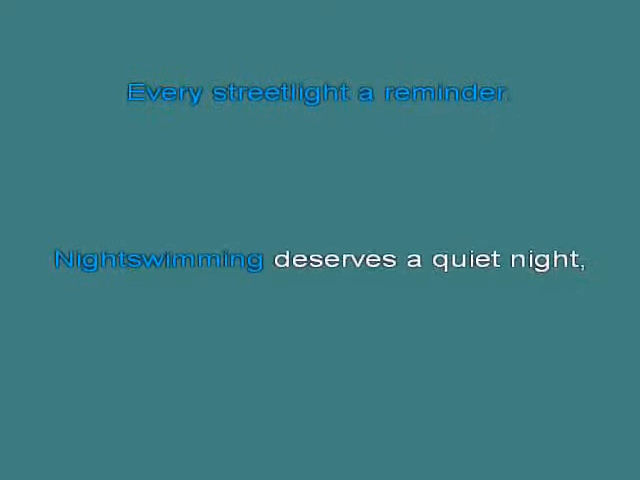 Every streetlight a reminder.
Nightswimming deserves a quiet night,